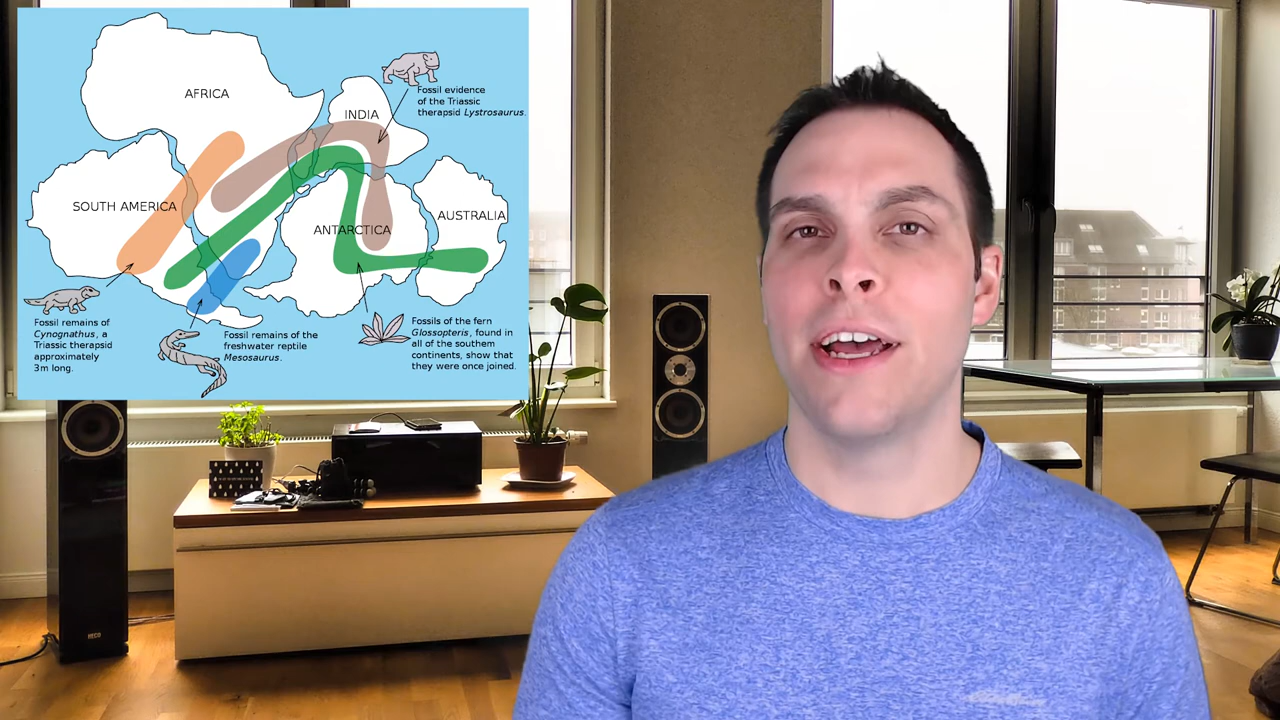 AFRICA
INDIA
SOUTH AMERICA
ANTARCTICA
AUSTRALIA
Fossil evidence
of the Triassic
therapsid Lystrosaurus.
Fossil remains of
Cynognathus, a
Triassic therapsid
approximately
3m long.
Fossil remains of the
freshwater reptile
Mesosaurus.
Fossils of the fern
Glossopteris, found in
all of the southern
continents, show that
they were once joined.
HECO